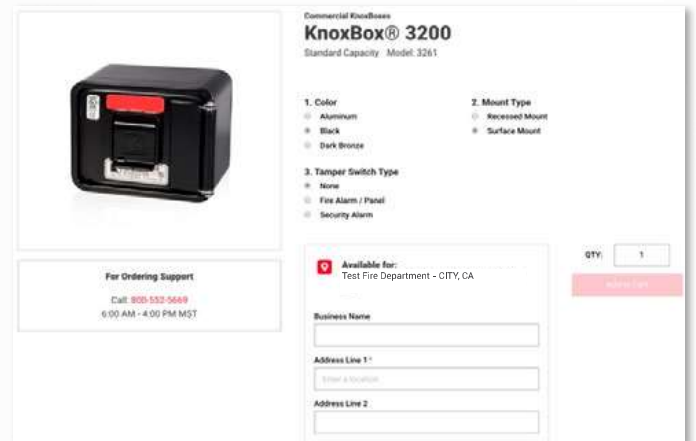 Commercial KnoxBoxes
KnoxBox® 3200
Standard Capacity Model: 3261
1. Color
Aluminum
Black
Dark Bronze
2. Mount Type
Recessed Mount
Surface Mount
3. Tamper Switch Type
None
Fire Alarm / Panel
Security Alarm
For Ordering Support
Call: 800-552-5669
6:00 AM - 4:00 PM MST
Available for:
Test Fire Department - CITY, CA
Business Name
Address Line 1 *
Enter a location
Address Line 2
QTY: 1
Add to Cart